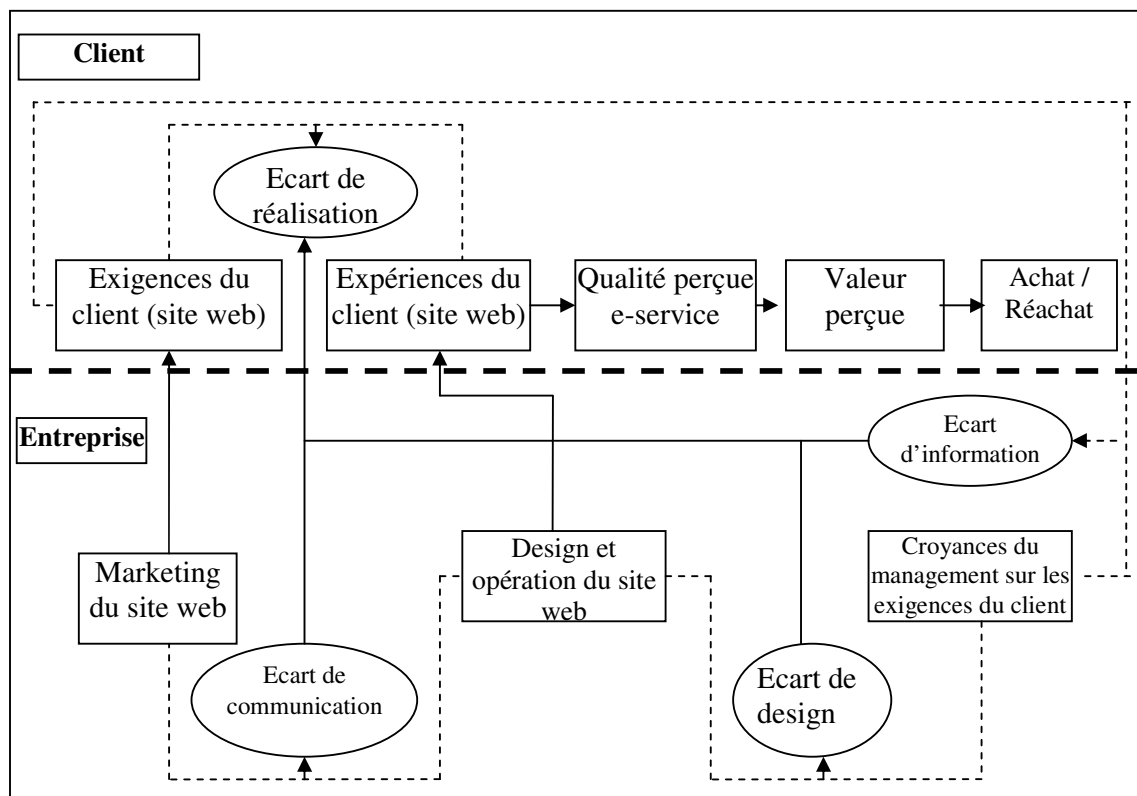 Client
Ecart de
réalisation
Exigences du
client (site web)
Expériences du
client (site web)
Qualité perçue
e-service
Valeur
perçue
Achat /
Réachat
Entreprise
Ecart
d’information
Marketing
du site web
Design et
opération du site
web
Croyances du
management sur les
exigences du client
Ecart de
communication
Ecart de
design